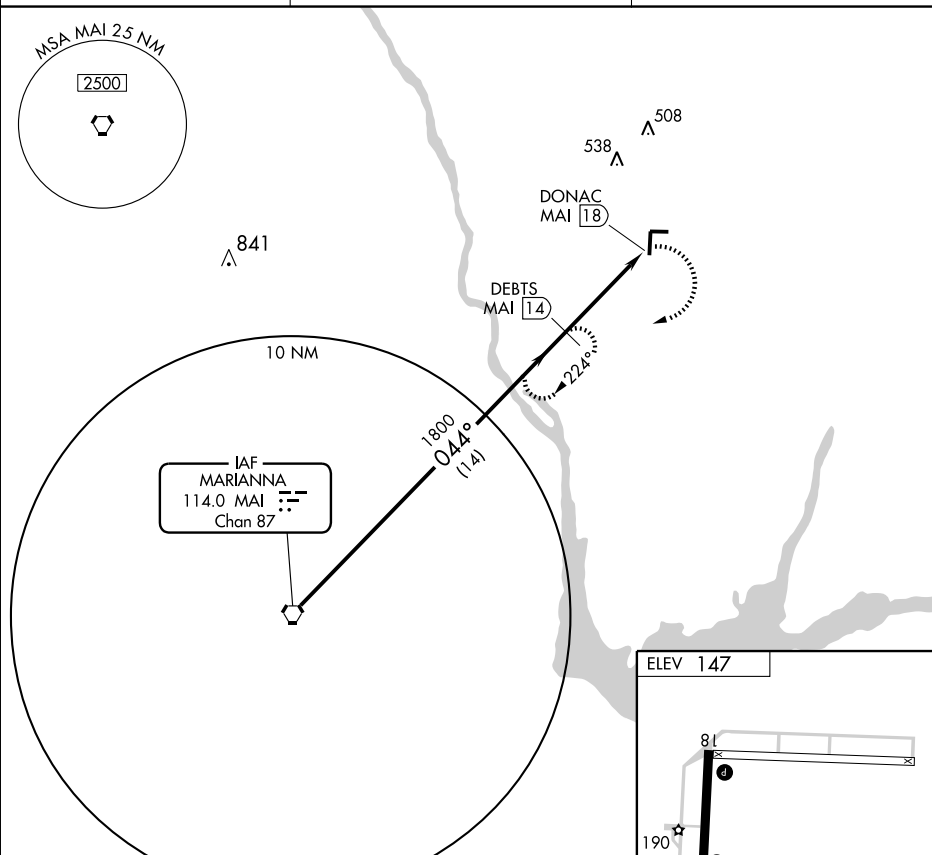 MSA MAI 25 NM
2500
508
538
DONAC
MAI 18
841
DEBTS
MAI 14
10 NM
224°
1800
044°
(14)
IAF
MARIANNA
114.0 MAI
Chan 87
ELEV 147
18
P
190